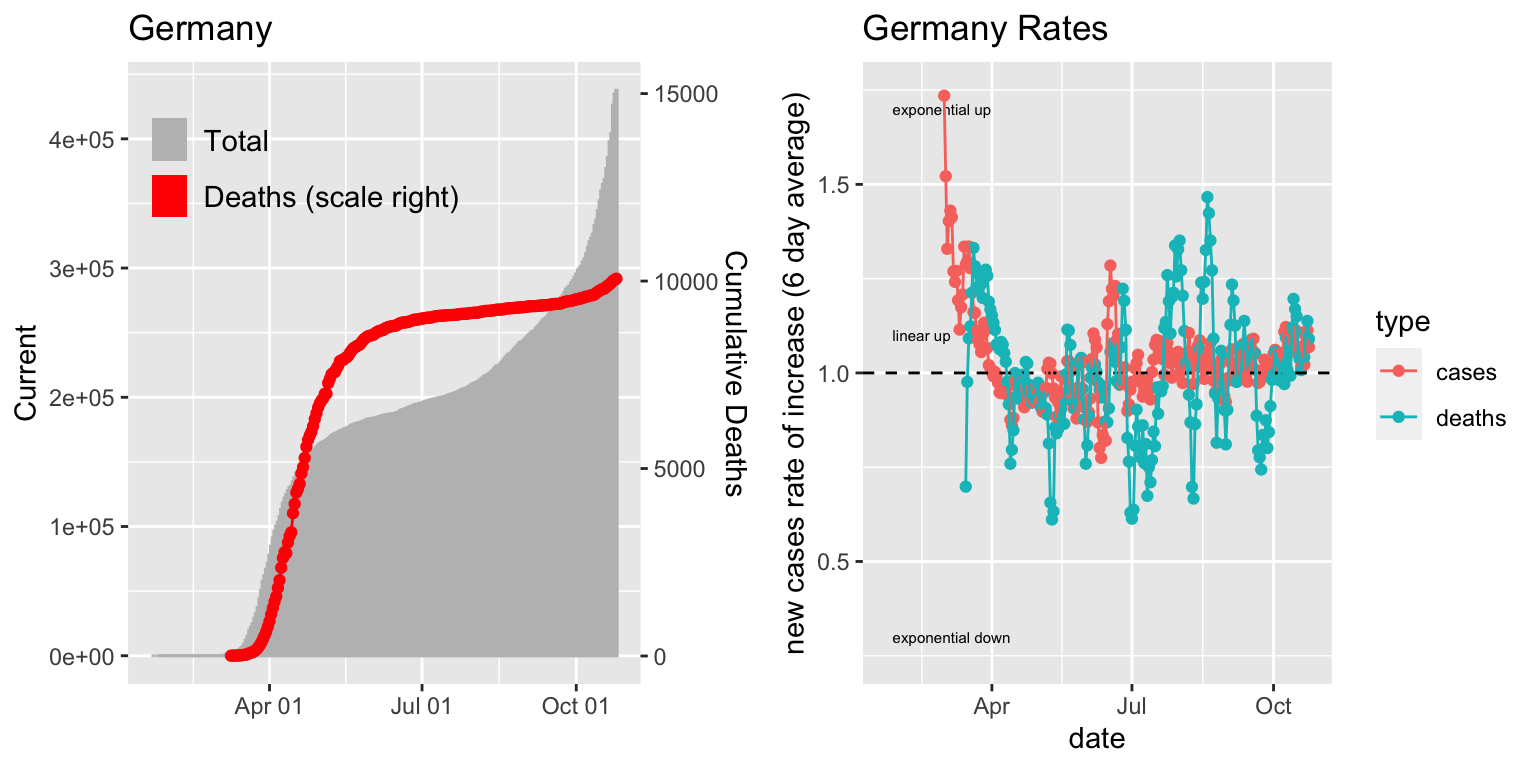 Germany
Current
4e+05
3e+05
2e+05
1e+05
0e+00
Total
Deaths (scale right)
15000
10000
5000
0
Cumulative Deaths
Apr 01
Jul 01
Oct 01
Germany Rates
new cases rate of increase (6 day average)
1.5
1.0
0.5
exponential up
linear up
exponential down
Apr
Jul
Oct
date
type
cases
deaths